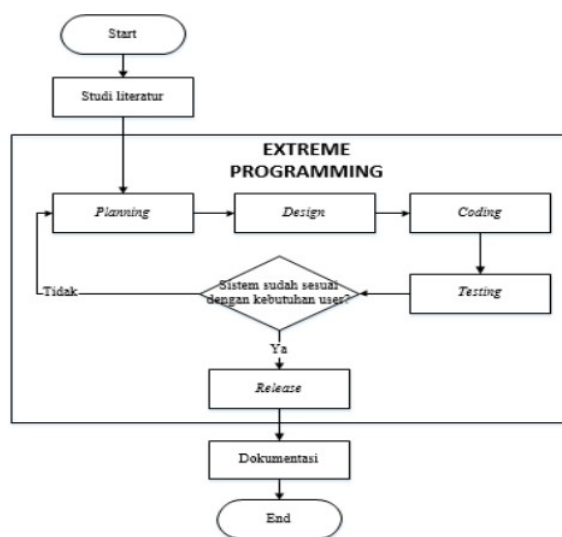 Start
Studi literatur
EXTREME
PROGRAMMING
Planning
Design
Coding
Testing
Sistem sudah sesuai
dengan kebutuhan user?
Tidak
Ya
Release
Dokumentasi
End